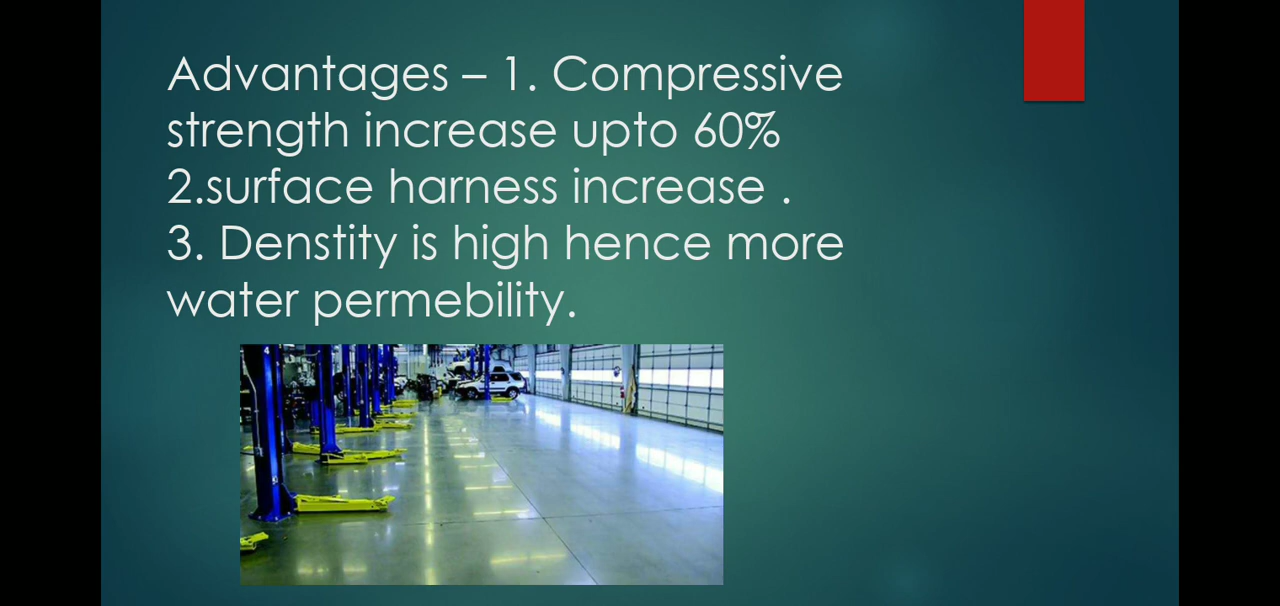 Advantages – 1. Compressive
strength increase upto 60%
2.surface harness increase .
3. Denstity is high hence more
water permebility.